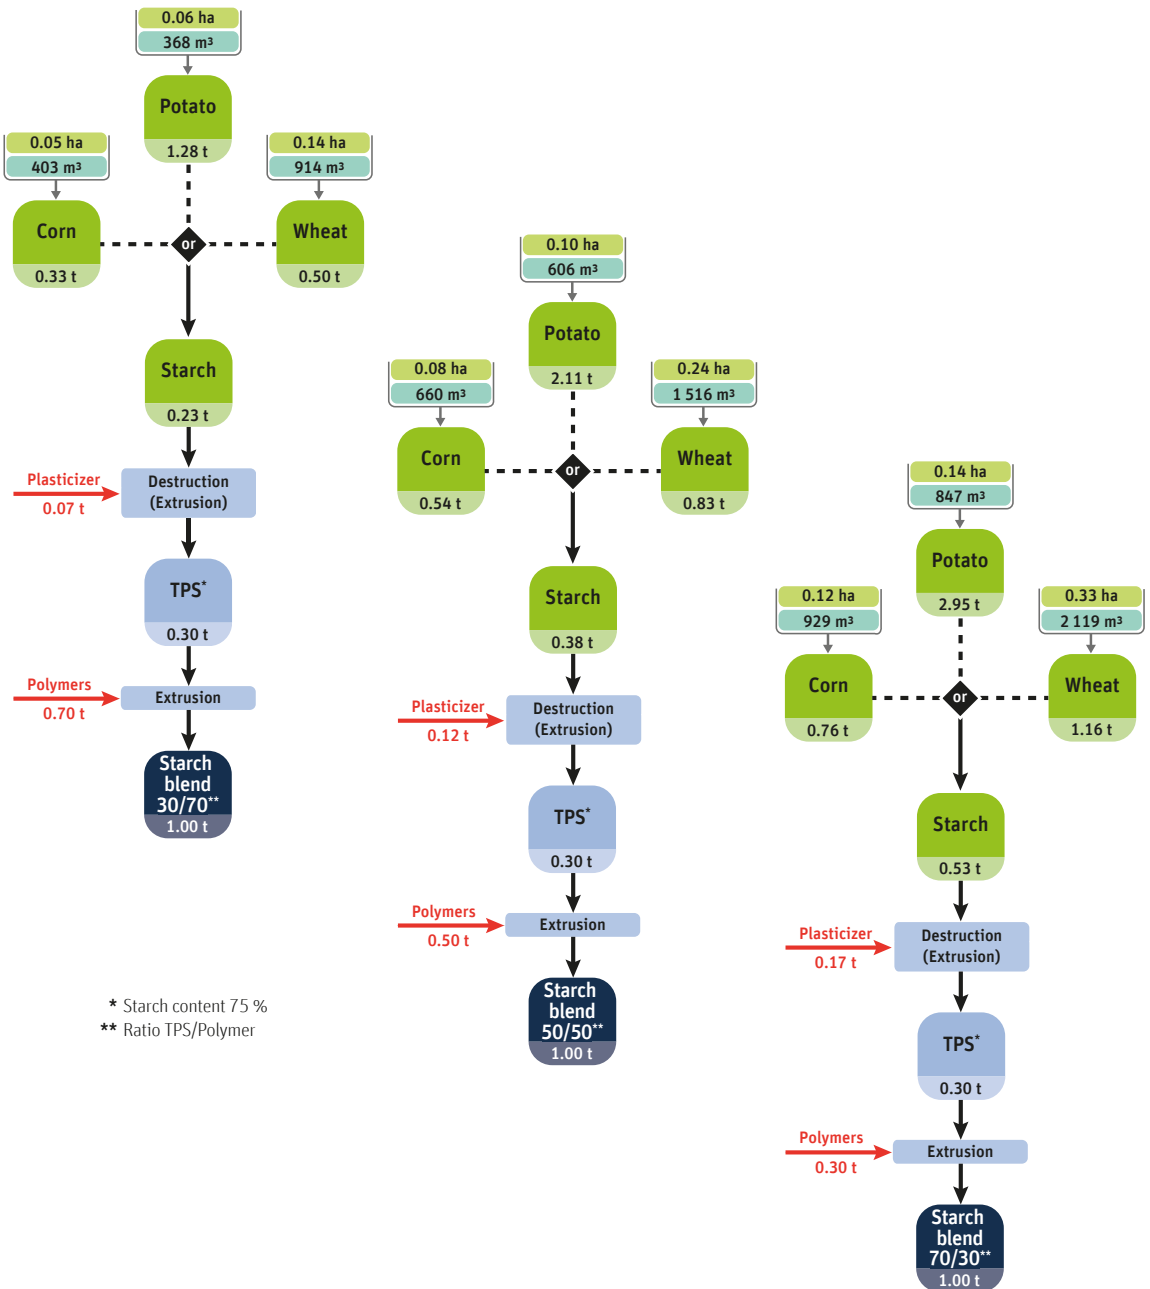 0.06 ha
368 m³
Potato
1.28 t
0.05 ha
403 m³
Corn
0.33 t
0.14 ha
914 m³
Wheat
0.50 t
or
Starch
0.23 t
Plasticizer
0.07 t
Destruction
(Extrusion)
TPS*
0.30 t
Polymers
0.70 t
Extrusion
Starch
blend
30/70**
1.00 t
0.10 ha
606 m³
Potato
2.11 t
0.08 ha
660 m³
Corn
0.54 t
0.24 ha
1 516 m³
Wheat
0.83 t
or
Starch
0.38 t
Plasticizer
0.12 t
Destruction
(Extrusion)
TPS*
0.30 t
Polymers
0.50 t
Extrusion
Starch
blend
50/50**
1.00 t
0.14 ha
847 m³
Potato
2.95 t
0.12 ha
929 m³
Corn
0.76 t
0.33 ha
2 119 m³
Wheat
1.16 t
or
Starch
0.53 t
Plasticizer
0.17 t
Destruction
(Extrusion)
TPS*
0.30 t
Polymers
0.30 t
Extrusion
Starch
blend
70/30**
1.00 t
* Starch content 75 %
** Ratio TPS/Polymer